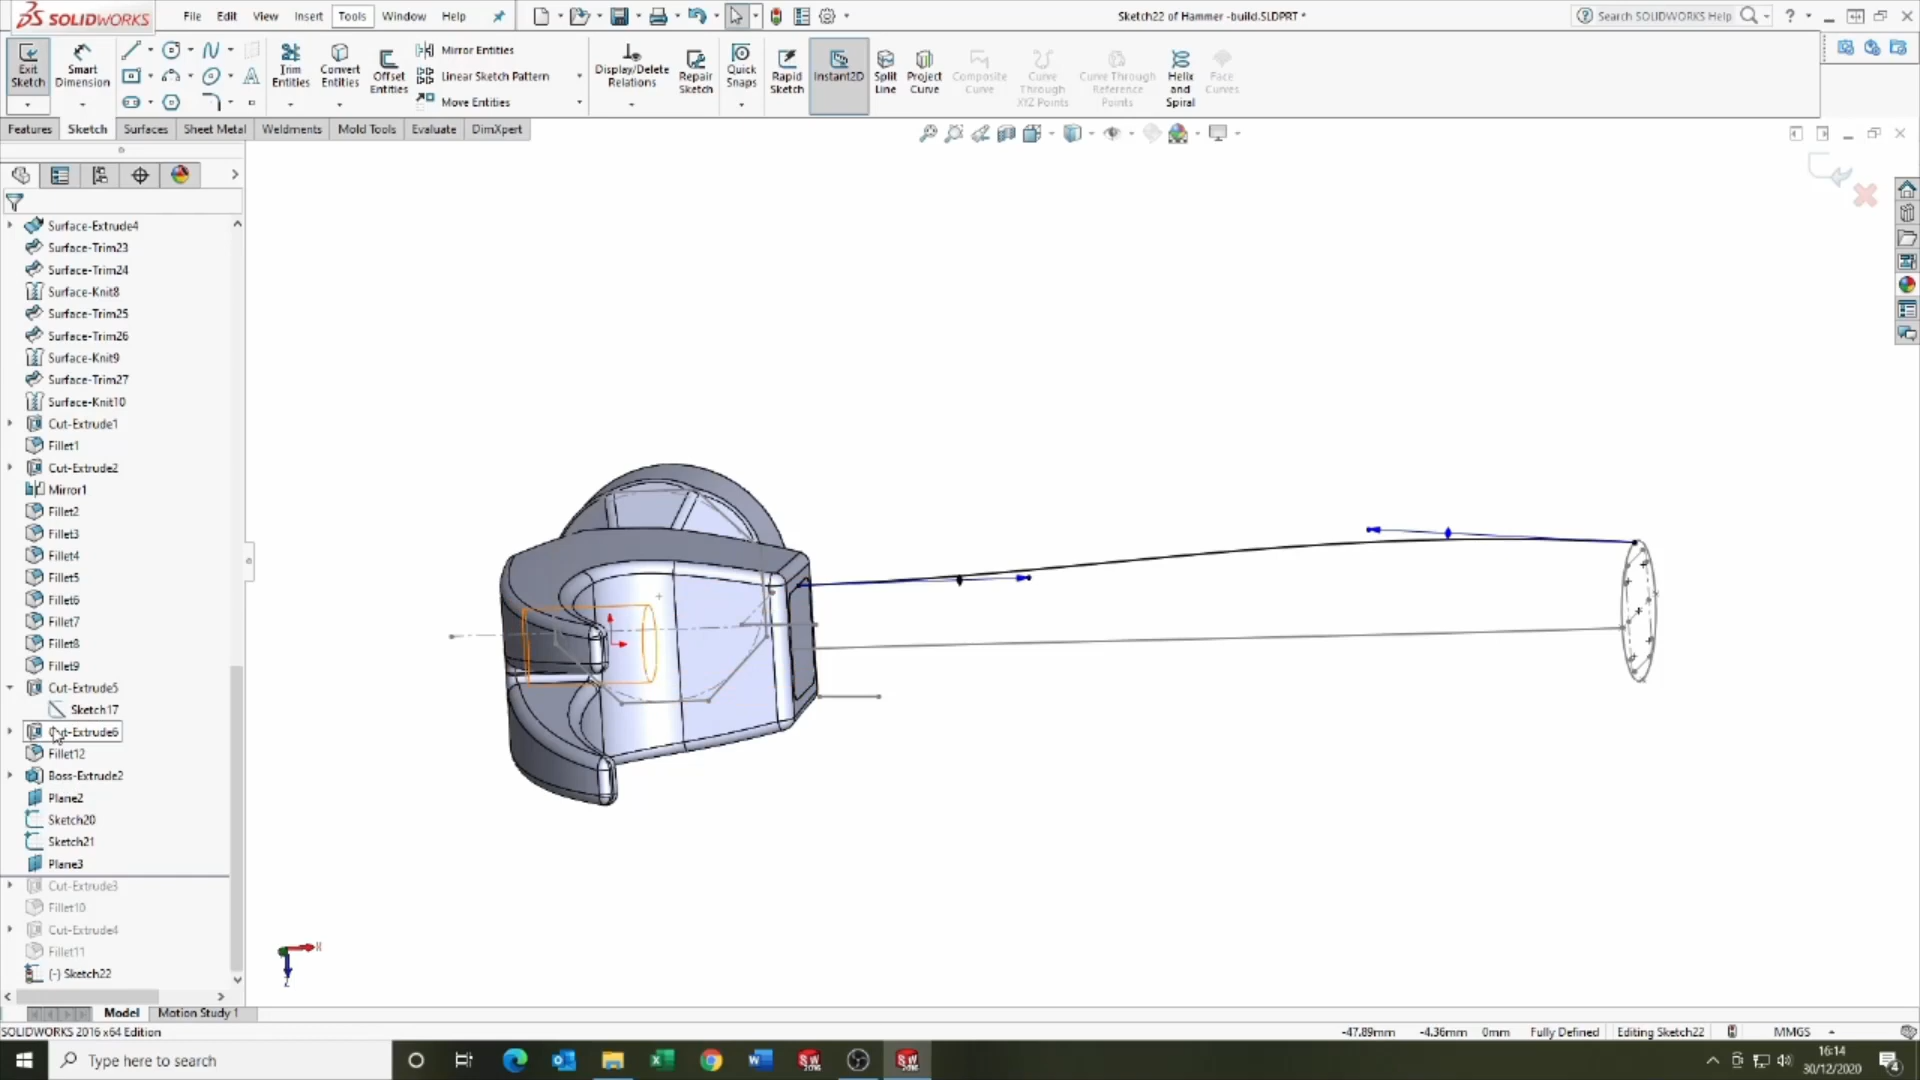 SOLIDWORKS
File Edit View Insert Tools Window Help
Sketch22 of Hammer -build.SLDPRT *
Search SOLIDWORKS Help
Exit Sketch
Smart Dimension
Trim Entities
Convert Entities
Offset Entities
Mirror Entities
Linear Sketch Pattern
Move Entities
Display/Delete Relations
Repair Sketch
Quick Snaps
Rapid Sketch
Instant2D
Split Line
Project Curve
Composite Curve
Curve Through XYZ Points
Curve Through Reference Points
Helix and Spiral
Face Curves
Features Sketch Surfaces Sheet Metal Weldments Mold Tools Evaluate DimXpert
Surface-Extrude4
Surface-Trim23
Surface-Trim24
Surface-Knit8
Surface-Trim25
Surface-Trim26
Surface-Knit9
Surface-Trim27
Surface-Knit10
Cut-Extrude1
Fillet1
Cut-Extrude2
Mirror1
Fillet2
Fillet3
Fillet4
Fillet5
Fillet6
Fillet7
Fillet8
Fillet9
Cut-Extrude5
Sketch17
Cut-Extrude6
Fillet12
Boss-Extrude2
Plane2
Sketch20
Sketch21
Plane3
Cut-Extrude3
Fillet10
Cut-Extrude4
Fillet11
(-) Sketch22
X
Z
Model Motion Study 1
SOLIDWORKS 2016 x64 Edition
-47.89mm -4.36mm 0mm Fully Defined Editing Sketch22 MMGS
Type here to search
16:14
30/12/2020
4